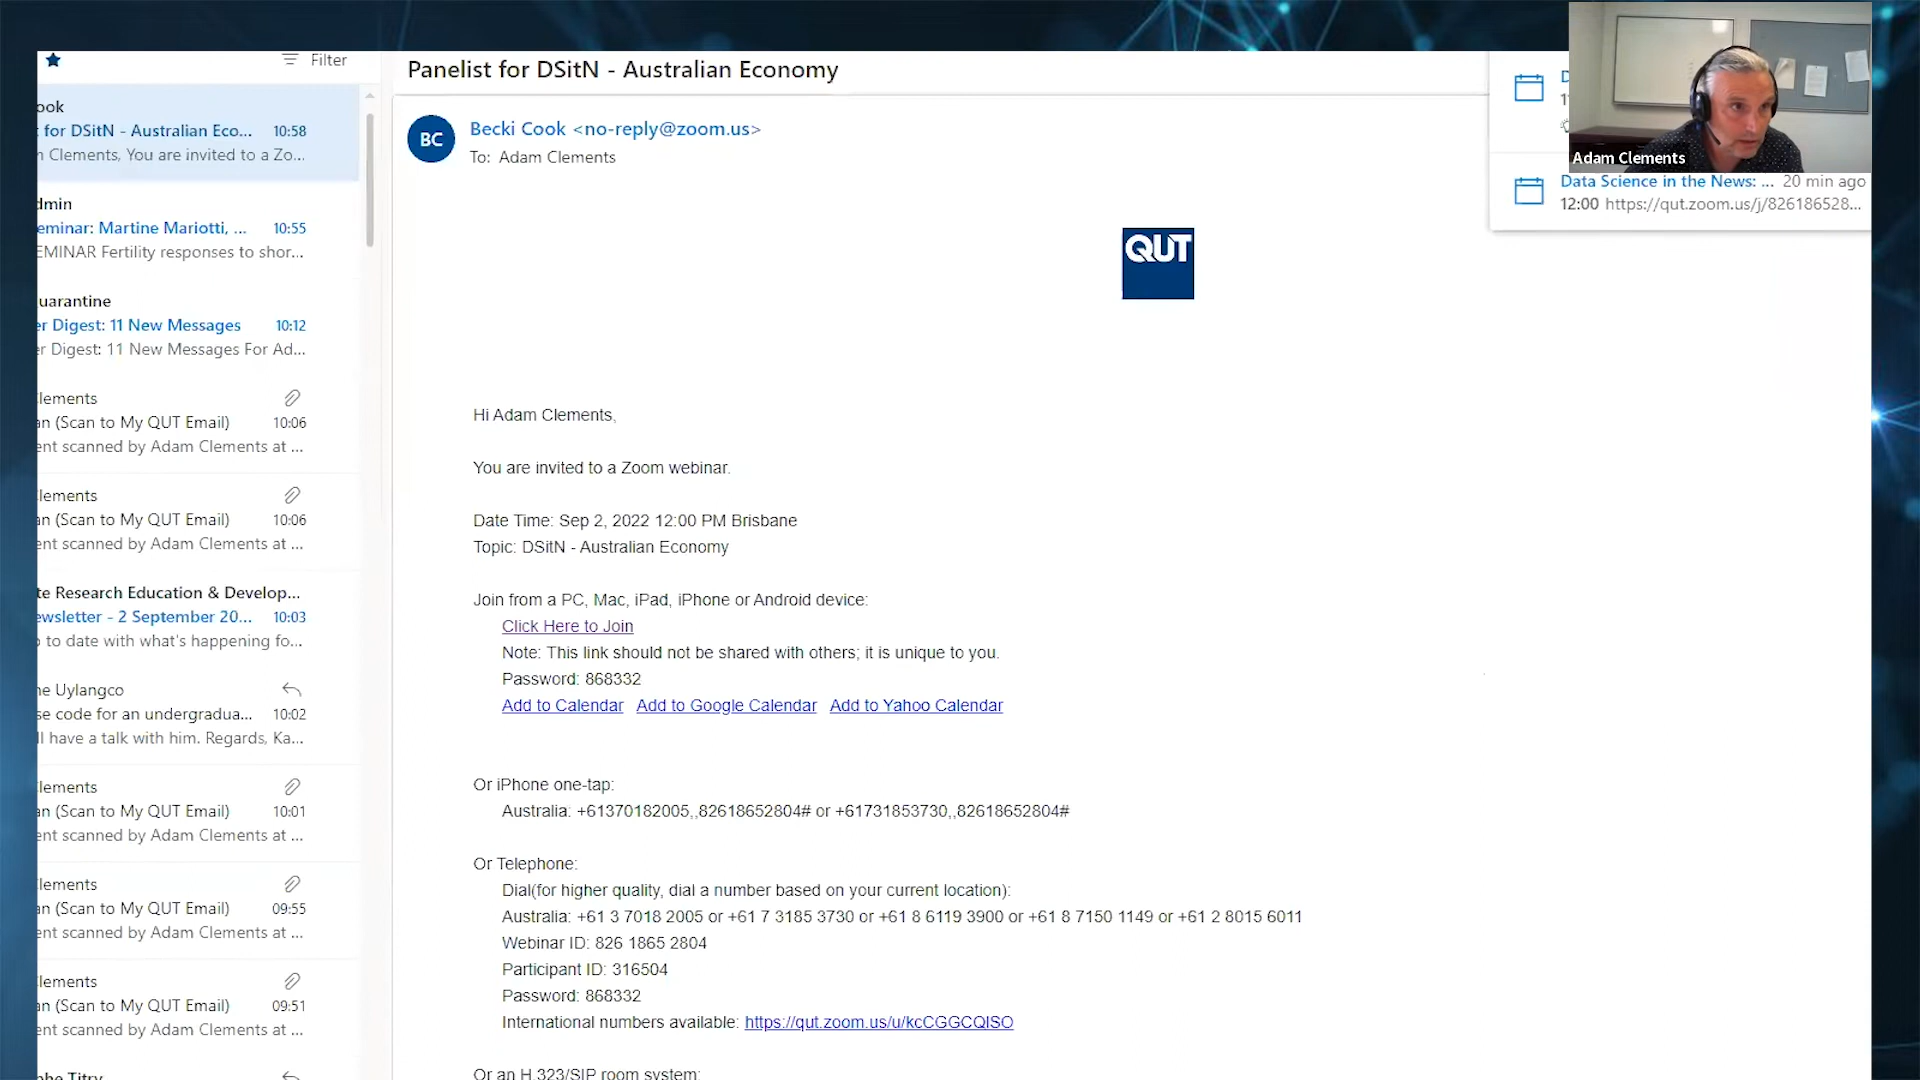 Filter
ook
t for DSitN - Australian Eco... 10:58
n Clements, You are invited to a Zo...
dmin
eminar: Martine Mariotti, ... 10:55
EMINAR Fertility responses to shor...
uarantine
er Digest: 11 New Messages 10:12
er Digest: 11 New Messages For Ad...
lements
an (Scan to My QUT Email) 10:06
ent scanned by Adam Clements at ...
lements
an (Scan to My QUT Email) 10:06
ent scanned by Adam Clements at ...
te Research Education & Develop...
ewsletter - 2 September 20... 10:03
to date with what's happening fo...
ne Uylangco
se code for an undergradua... 10:02
ll have a talk with him. Regards, Ka...
lements
an (Scan to My QUT Email) 10:01
ent scanned by Adam Clements at ...
lements
an (Scan to My QUT Email) 09:55
ent scanned by Adam Clements at ...
lements
an (Scan to My QUT Email) 09:51
ent scanned by Adam Clements at ...
Panelist for DSitN - Australian Economy
BC
Becki Cook <no-reply@zoom.us>
To: Adam Clements
QUT
Hi Adam Clements,
You are invited to a Zoom webinar.
Date Time: Sep 2, 2022 12:00 PM Brisbane
Topic: DSitN - Australian Economy
Join from a PC, Mac, iPad, iPhone or Android device:
Click Here to Join
Note: This link should not be shared with others; it is unique to you.
Password: 868332
Add to Calendar Add to Google Calendar Add to Yahoo Calendar
Or iPhone one-tap:
Australia: +61370182005,,82618652804# or +61731853730,,82618652804#
Or Telephone:
Dial(for higher quality, dial a number based on your current location):
Australia: +61 3 7018 2005 or +61 7 3185 3730 or +61 8 6119 3900 or +61 8 7150 1149 or +61 2 8015 6011
Webinar ID: 826 1865 2804
Participant ID: 316504
Password: 868332
International numbers available: https://qut.zoom.us/u/kcCGGCQISO
Or an H.323/SIP room system:
Adam Clements
Data Science in the News: ... 20 min ago
12:00 https://qut.zoom.us/j/826186528...